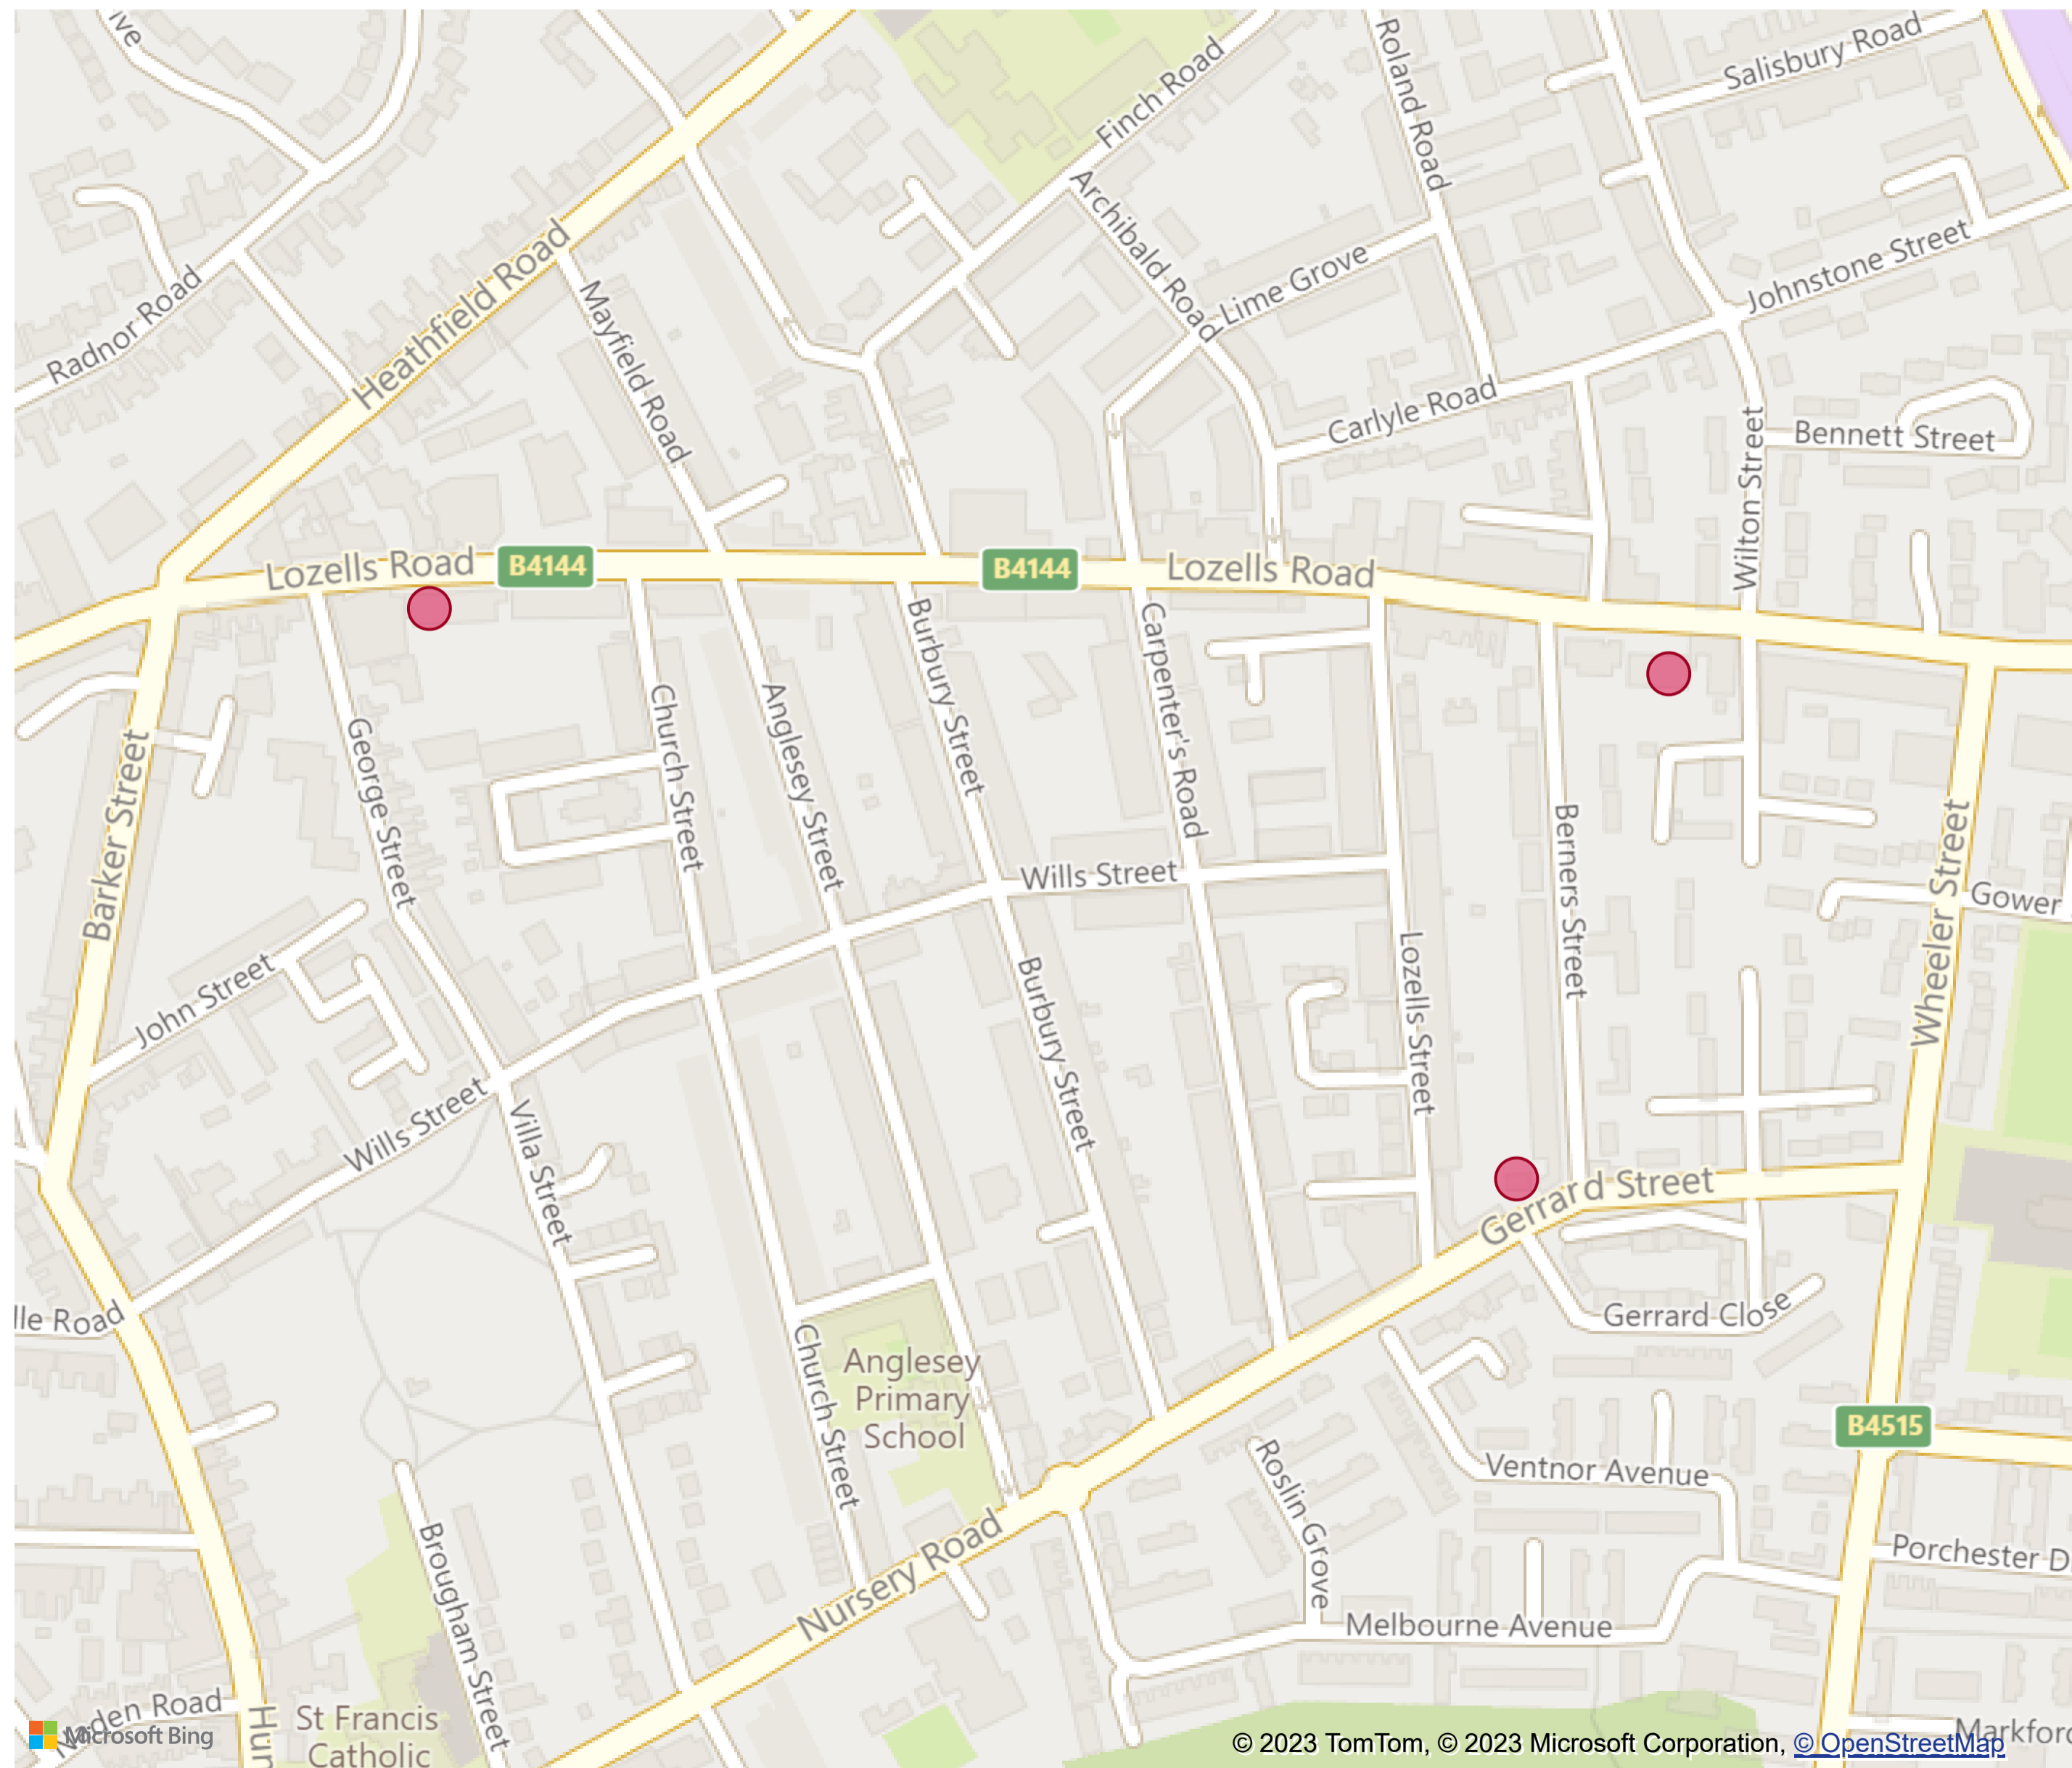 ive
Roland Road
Salisbury Road
Finch Road
Archibald Road
Heathfield Road
Lime Grove
Johnstone Street
Radnor Road
Mayfield Road
Carlyle Road
Bennett Street
Wilton Street
Lozells Road
B4144
B4144
Lozells Road
Burbury Street
Carpenter's Road
Church Street
Anglesey Street
George Street
Barker Street
Berners Street
Wheeler Street
Wills Street
Gower
Lozells Street
John Street
Burbury Street
Wills Street
Villa Street
Gerrard Street
lle Road
Gerrard Close
Church Street
Anglesey
Primary
School
B4515
Roslin Grove
Ventnor Avenue
Brougham Street
Nursery Road
Porchester D
Melbourne Avenue
den Road
Hun
St Francis
Catholic
Microsoft Bing
© 2023 TomTom, © 2023 Microsoft Corporation, © OpenStreetMap
Markford